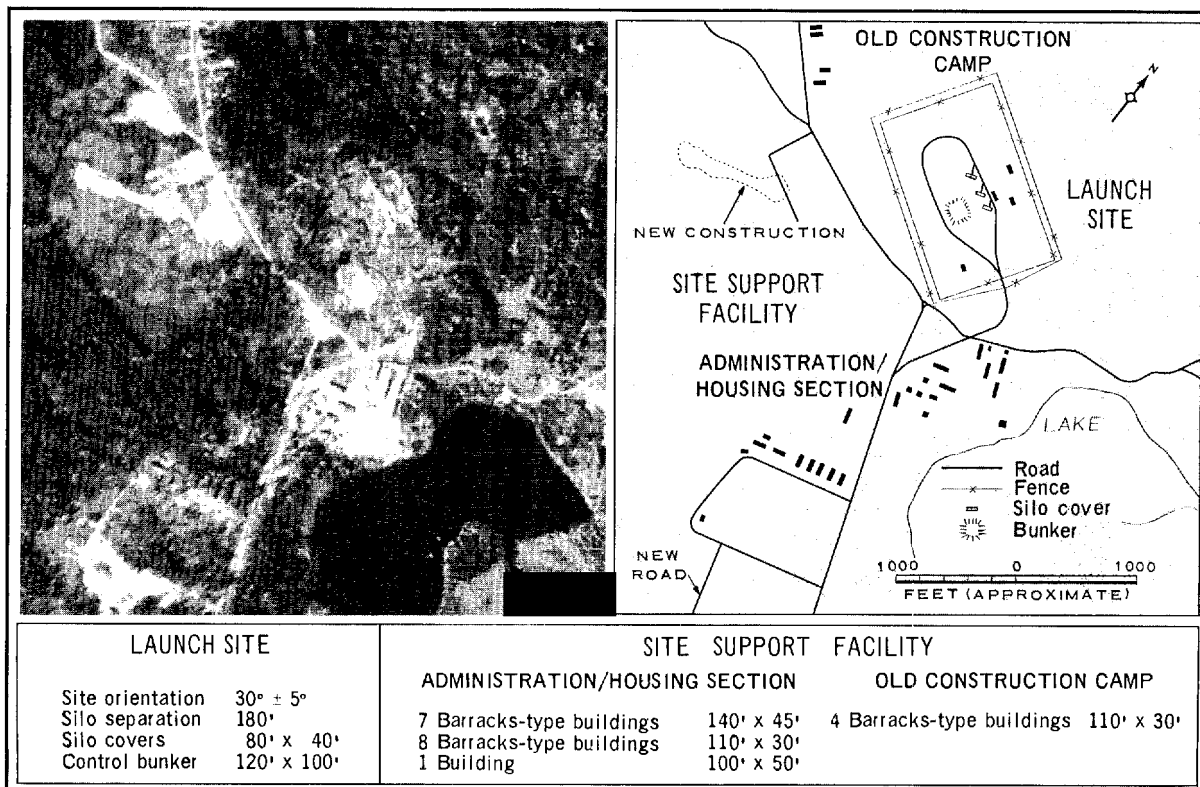 OLD CONSTRUCTION
CAMP
N
LAUNCH
SITE
NEW CONSTRUCTION
SITE SUPPORT
FACILITY
ADMINISTRATION/
HOUSING SECTION
LAKE
Road
Fence
Silo cover
Bunker
NEW
ROAD
1000 0 1000
FEET (APPROXIMATE)
LAUNCH SITE
Site orientation 30° ± 5°
Silo separation 180'
Silo covers 80' x 40'
Control bunker 120' x 100'
SITE SUPPORT FACILITY
ADMINISTRATION/HOUSING SECTION
7 Barracks-type buildings 140' x 45'
8 Barracks-type buildings 110' x 30'
1 Building 100' x 50'
OLD CONSTRUCTION CAMP
4 Barracks-type buildings 110' x 30'